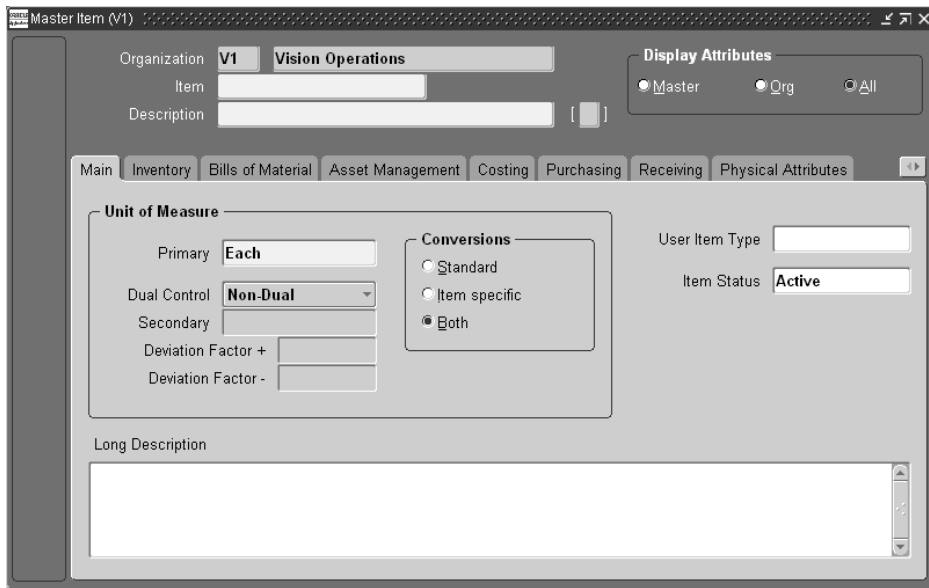 Master Item (V1)
Organization V1 Vision Operations
Item
Description [ ]
Display Attributes
Master Org All
Main Inventory Bills of Material Asset Management Costing Purchasing Receiving Physical Attributes
Unit of Measure
Primary Each
Dual Control Non-Dual
Secondary
Deviation Factor +
Deviation Factor -
Conversions
Standard
Item specific
Both
User Item Type
Item Status Active
Long Description